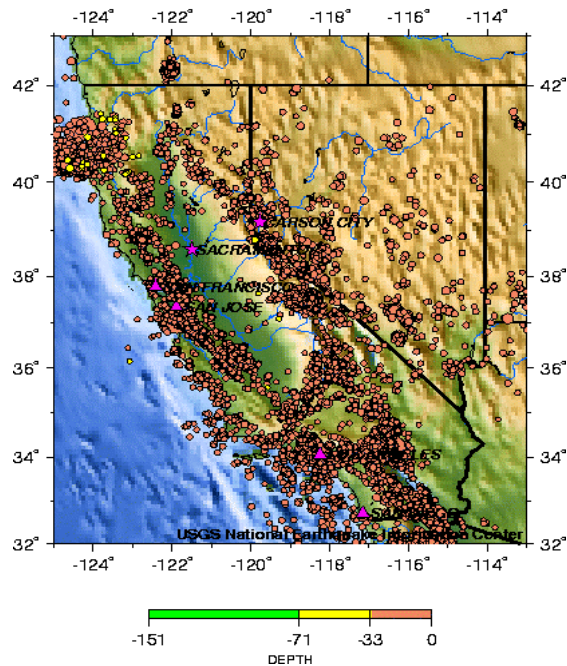 -124° -122° -120° -118° -116° -114°
42° 42°
40° 40°
CARSON CITY
SACRAMENTO
38° 38°
SAN FRANCISCO
SAN JOSE
36° 36°
34° LOS ANGELES 34°
SAN DIEGO
USGS National Earthquake Information Center
32° 32°
-124° -122° -120° -118° -116° -114°
-151 -71 -33 0
DEPTH